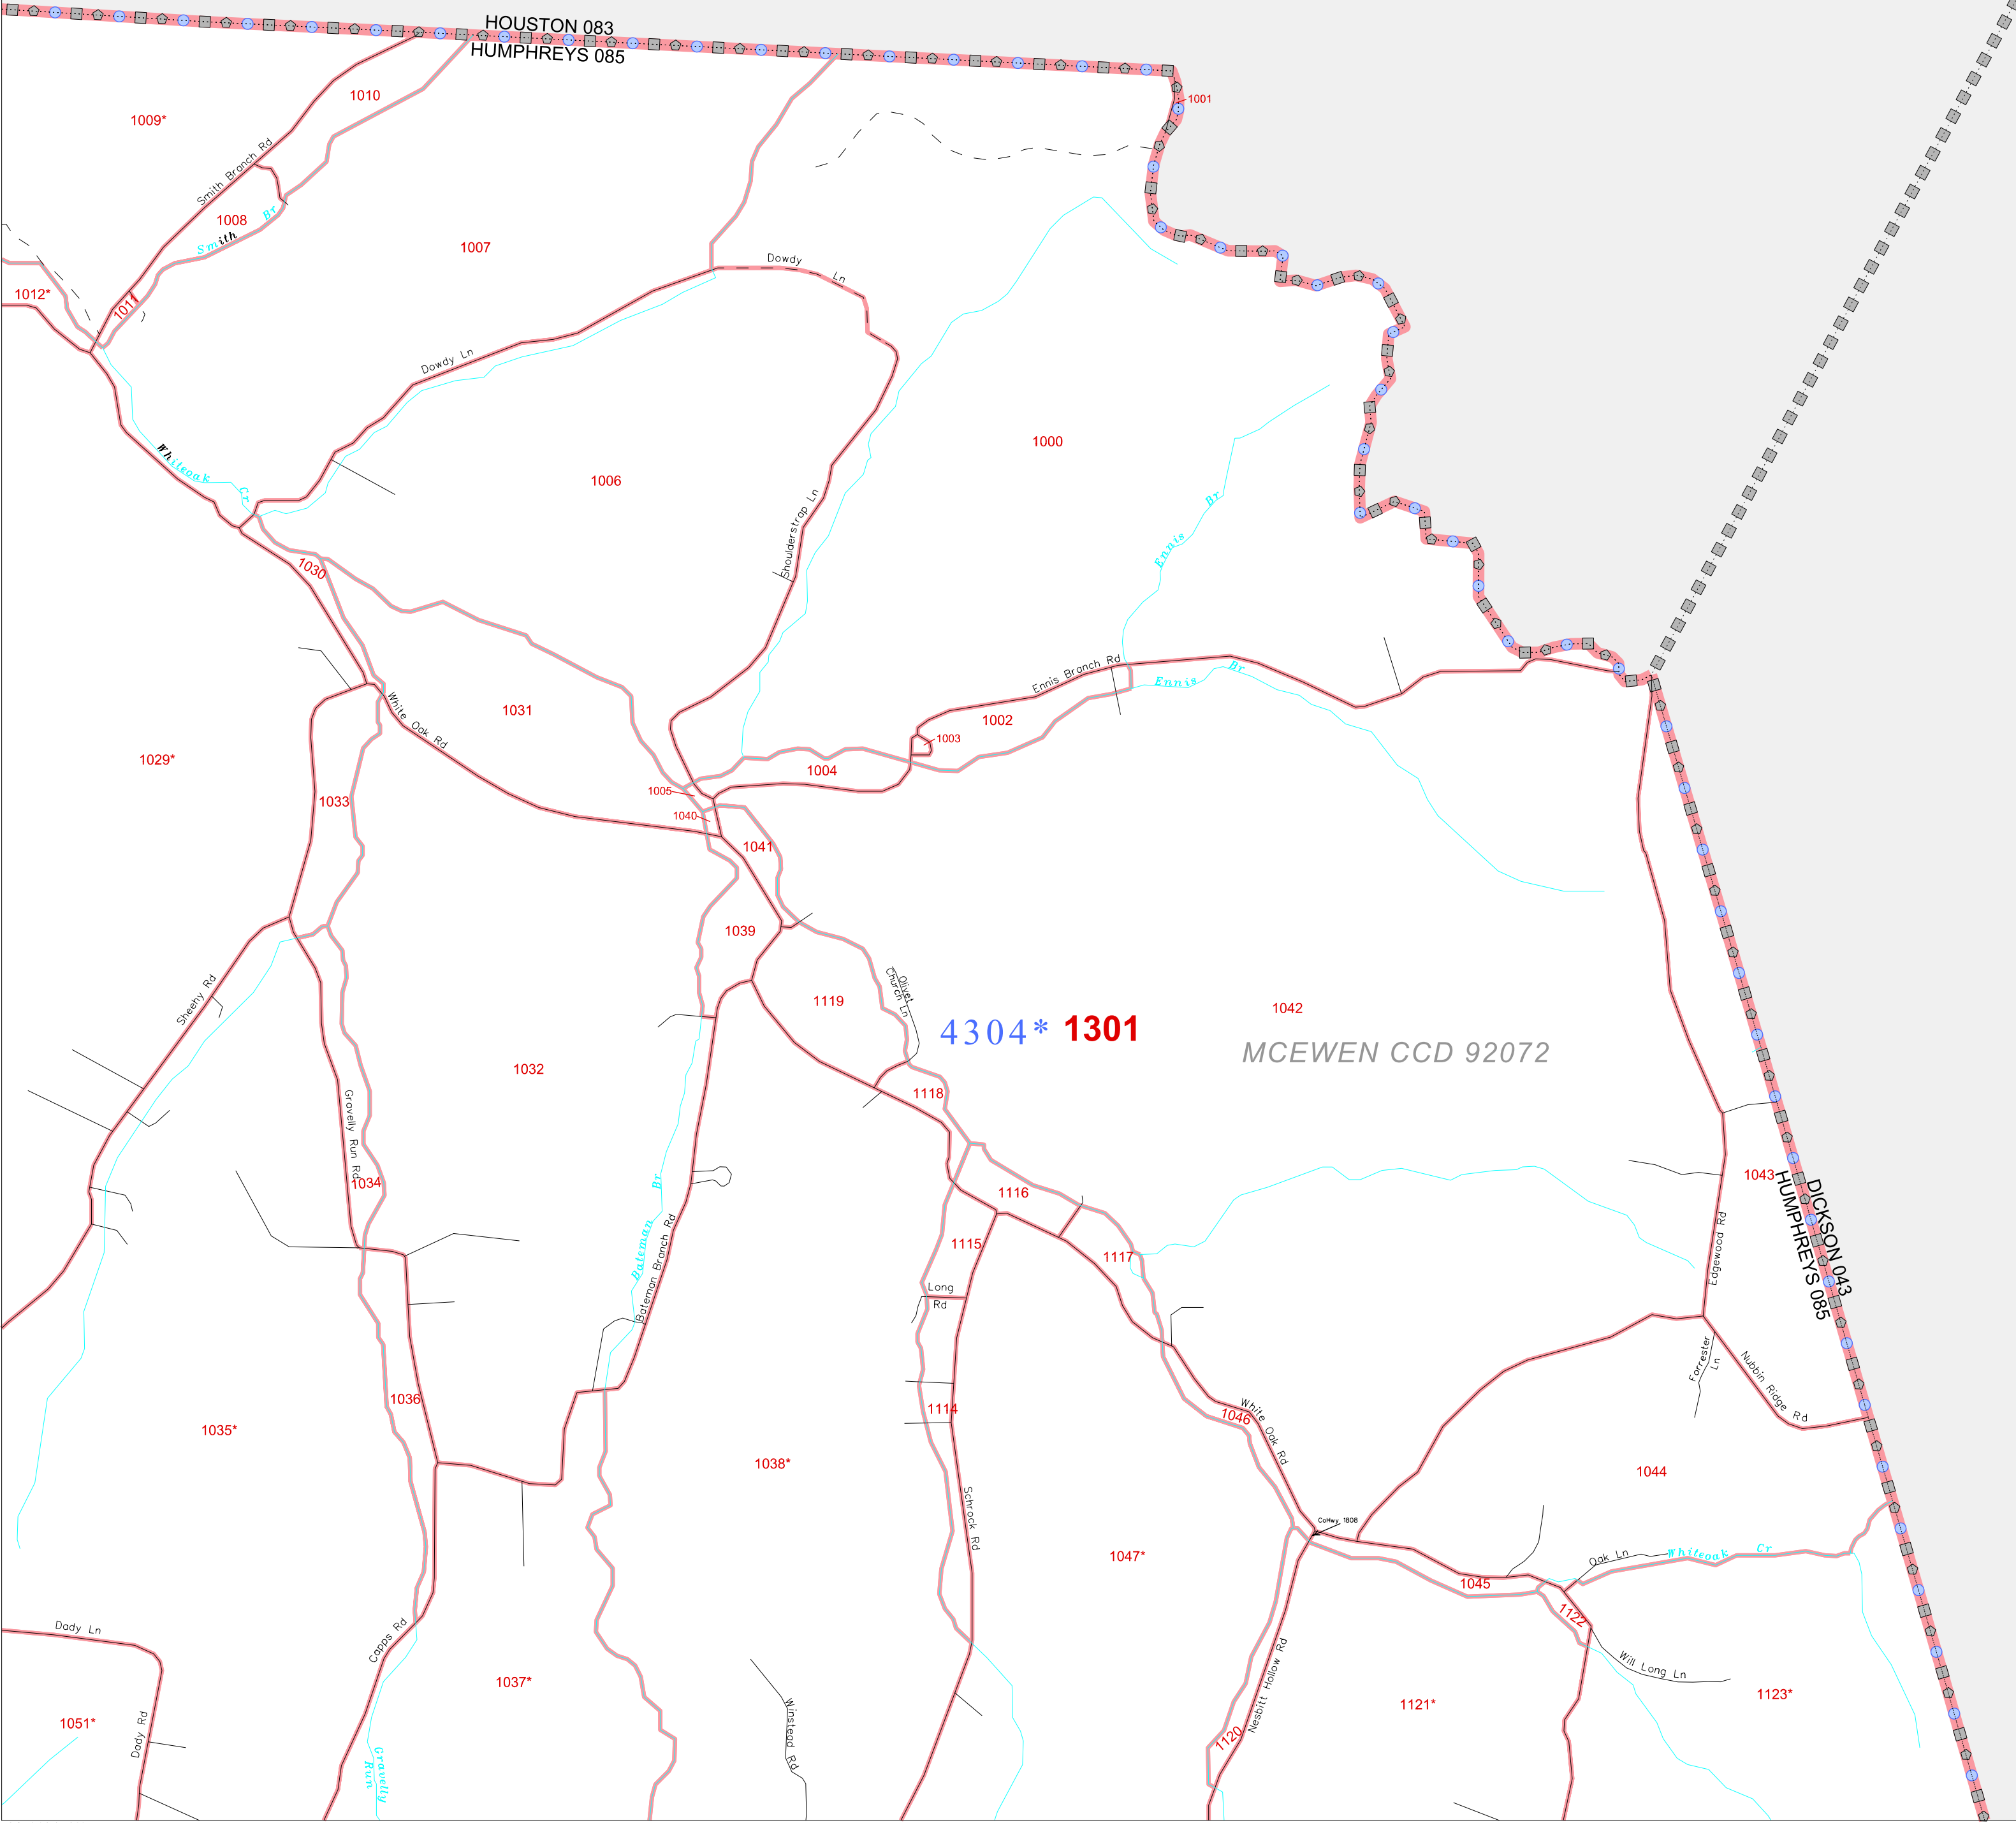 HOUSTON 083
HUMPHREYS 085
1001
1010
1009*
Smith Branch Rd
1008
Smith Br
1007
Dowdy Ln
1012*
1011
Dowdy Ln
1000
1006
Whiteoak Cr
Shoulderstrap Ln
Ennis Br
1030
Ennis Branch Rd
Ennis Br
1031
White Oak Rd
1002
1003
1029*
1004
1033
1005
1040
1041
1039
Sheehy Rd
Olivet
Church Ln
1119
1042
4304* 1301
MCEWEN CCD 92072
1032
1118
Gravelly Run Rd
1034
Bateman Br
Bateman Branch Rd
1116
1043
DICKSON 043
HUMPHREYS 085
Edgewood Rd
1115
1117
Long
Rd
Forrester
Ln
Nubbin Ridge Rd
1036
1114
1046
White Oak Rd
1035*
1038*
1044
Schrock Rd
CoHwy 1808
1047*
Oak Ln
Whiteoak Cr
1045
1122
Dady Ln
Capps Rd
Will Long Ln
1037*
Nesbitt Hollow Rd
1121*
1123*
1051*
Dady Rd
Winstead Rd
1120
Gravelly
Run